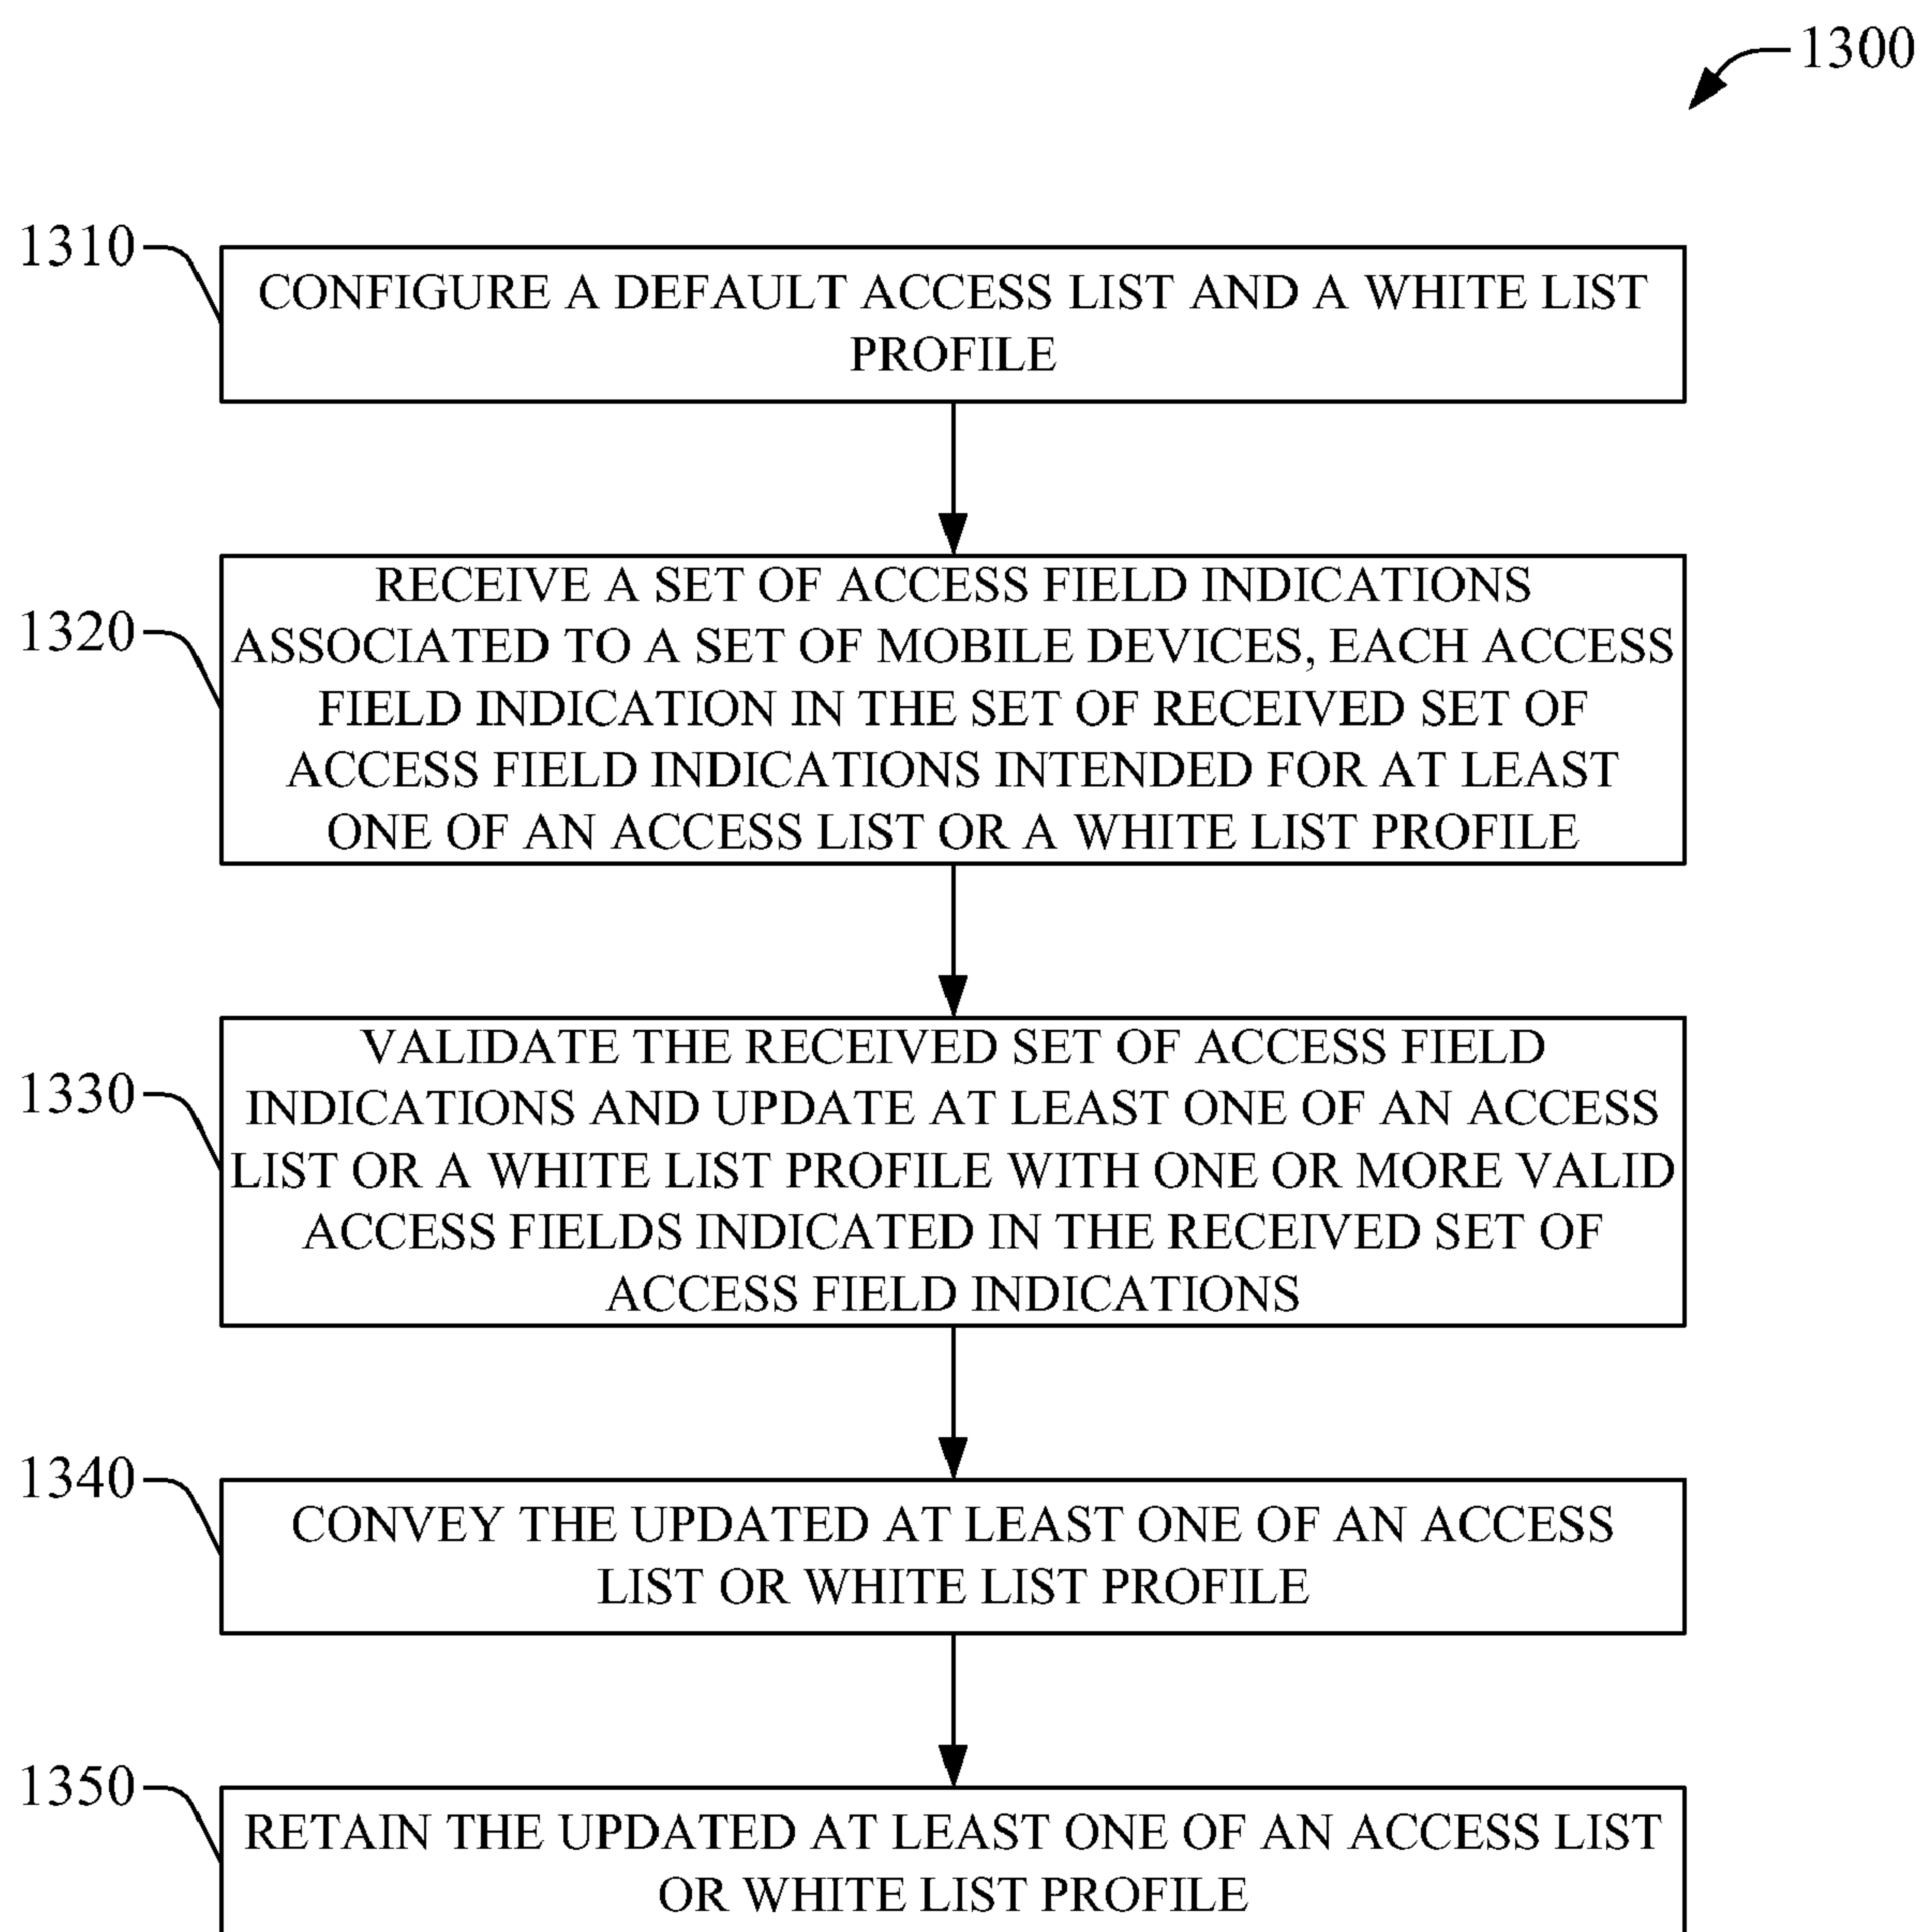 1300
1310
CONFIGURE A DEFAULT ACCESS LIST AND A WHITE LIST
PROFILE
1320
RECEIVE A SET OF ACCESS FIELD INDICATIONS
ASSOCIATED TO A SET OF MOBILE DEVICES, EACH ACCESS
FIELD INDICATION IN THE SET OF RECEIVED SET OF
ACCESS FIELD INDICATIONS INTENDED FOR AT LEAST
ONE OF AN ACCESS LIST OR A WHITE LIST PROFILE
1330
VALIDATE THE RECEIVED SET OF ACCESS FIELD
INDICATIONS AND UPDATE AT LEAST ONE OF AN ACCESS
LIST OR A WHITE LIST PROFILE WITH ONE OR MORE VALID
ACCESS FIELDS INDICATED IN THE RECEIVED SET OF
ACCESS FIELD INDICATIONS
1340
CONVEY THE UPDATED AT LEAST ONE OF AN ACCESS
LIST OR WHITE LIST PROFILE
1350
RETAIN THE UPDATED AT LEAST ONE OF AN ACCESS LIST
OR WHITE LIST PROFILE